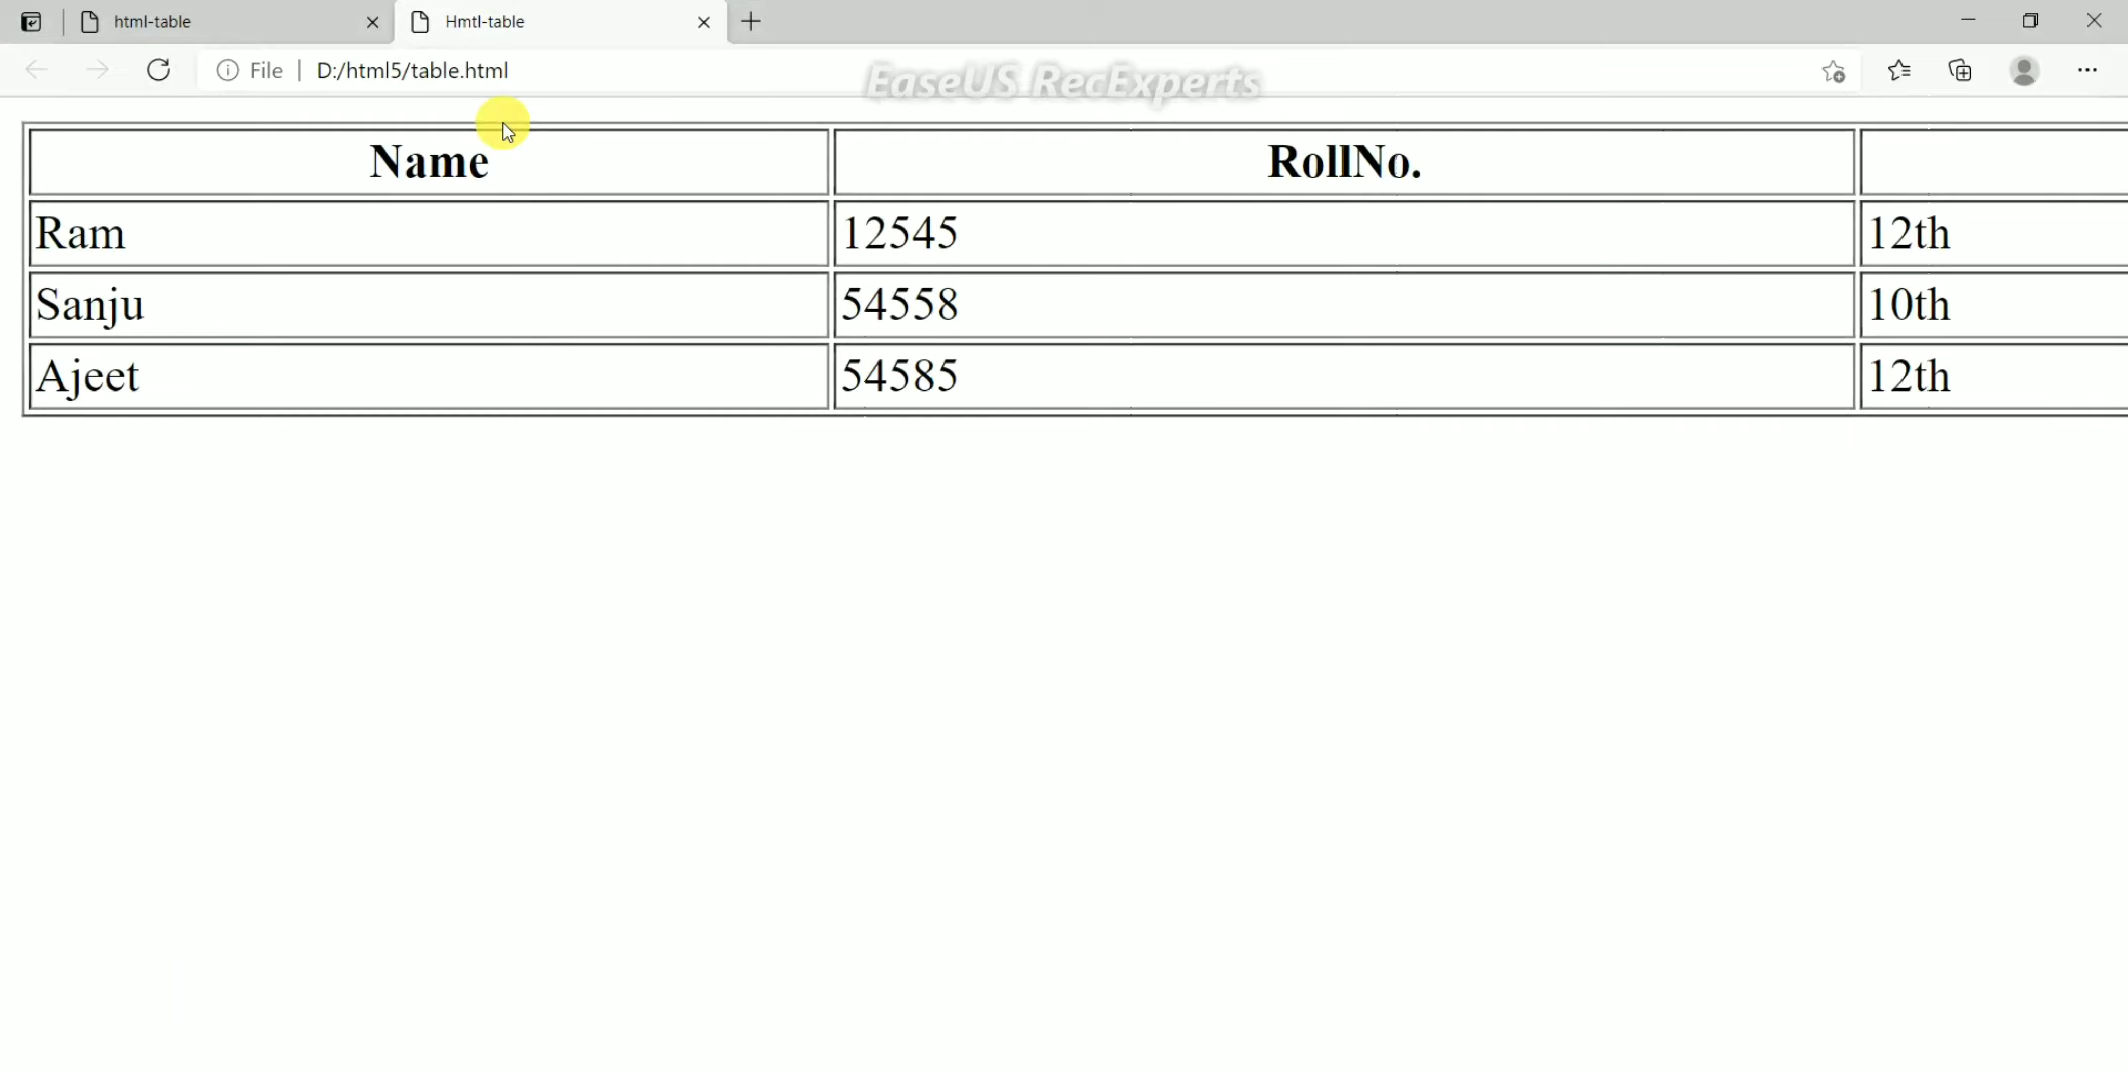 html-table
Hmtl-table
File | D:/html5/table.html
EaseUS RecExperts
Name RollNo.
Ram 12545 12th
Sanju 54558 10th
Ajeet 54585 12th